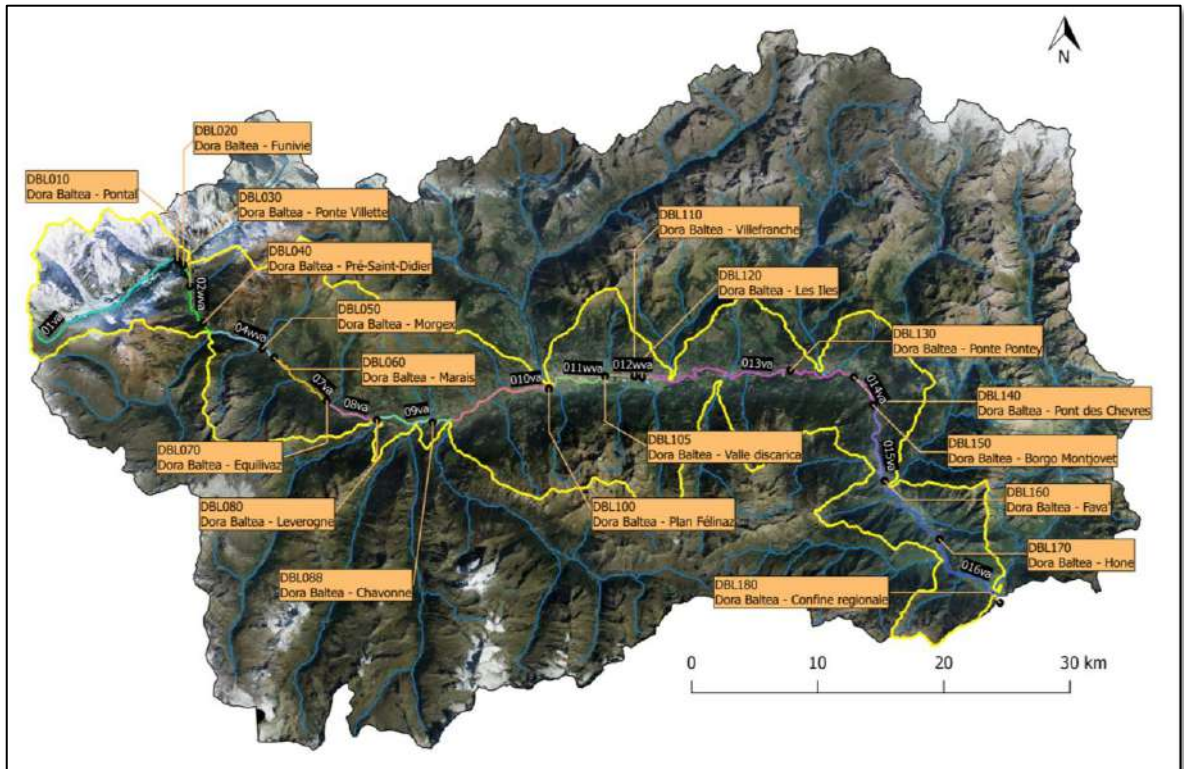 N
DBL020
Dora Baltea - Funivie
DBL010
Dora Baltea - Pontal
DBL030
Dora Baltea - Ponte Villette
DBL040
Dora Baltea - Pré-Saint-Didier
DBL110
Dora Baltea - Villefranche
DBL120
Dora Baltea - Les Iles
DBL050
Dora Baltea - Morgex
DBL130
Dora Baltea - Ponte Pontey
DBL060
Dora Baltea - Marais
01va
02wva
04wva
07va
08va
09va
010va
011wva
012wva
013va
014va
015va
016va
DBL140
Dora Baltea - Pont des Chevres
DBL070
Dora Baltea - Equilivaz
DBL105
Dora Baltea - Valle discarica
DBL150
Dora Baltea - Borgo Montjovet
DBL080
Dora Baltea - Leverogne
DBL100
Dora Baltea - Plan Félinaz
DBL160
Dora Baltea - Fava'
DBL170
Dora Baltea - Hone
DBL088
Dora Baltea - Chavonne
DBL180
Dora Baltea - Confine regionale
0 10 20 30 km